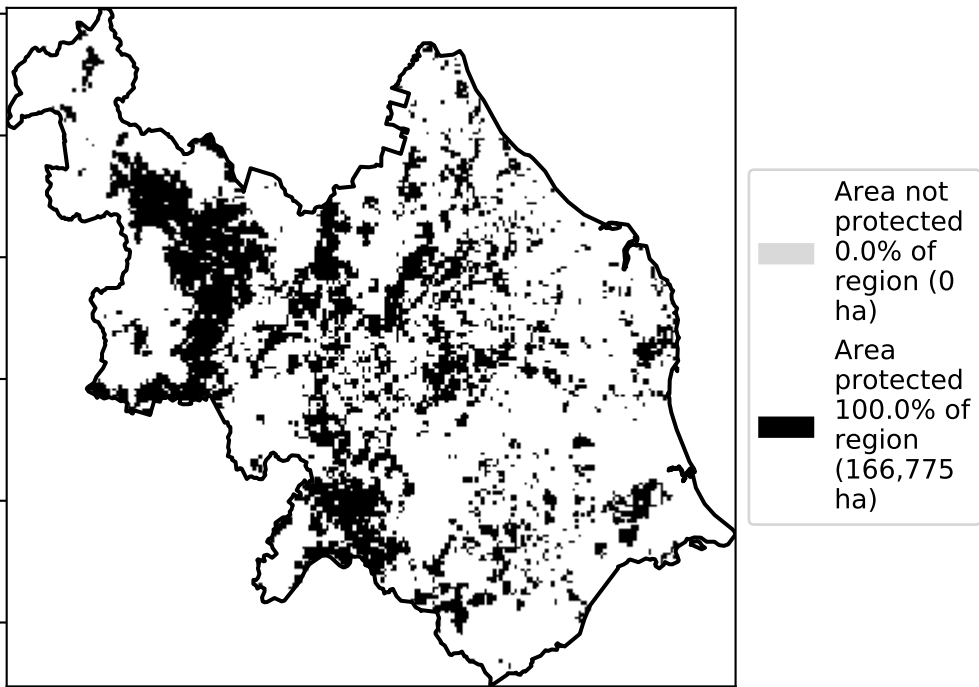 Area not
protected
0.0% of
region (0
ha)
Area
protected
100.0% of
region
(166,775
ha)